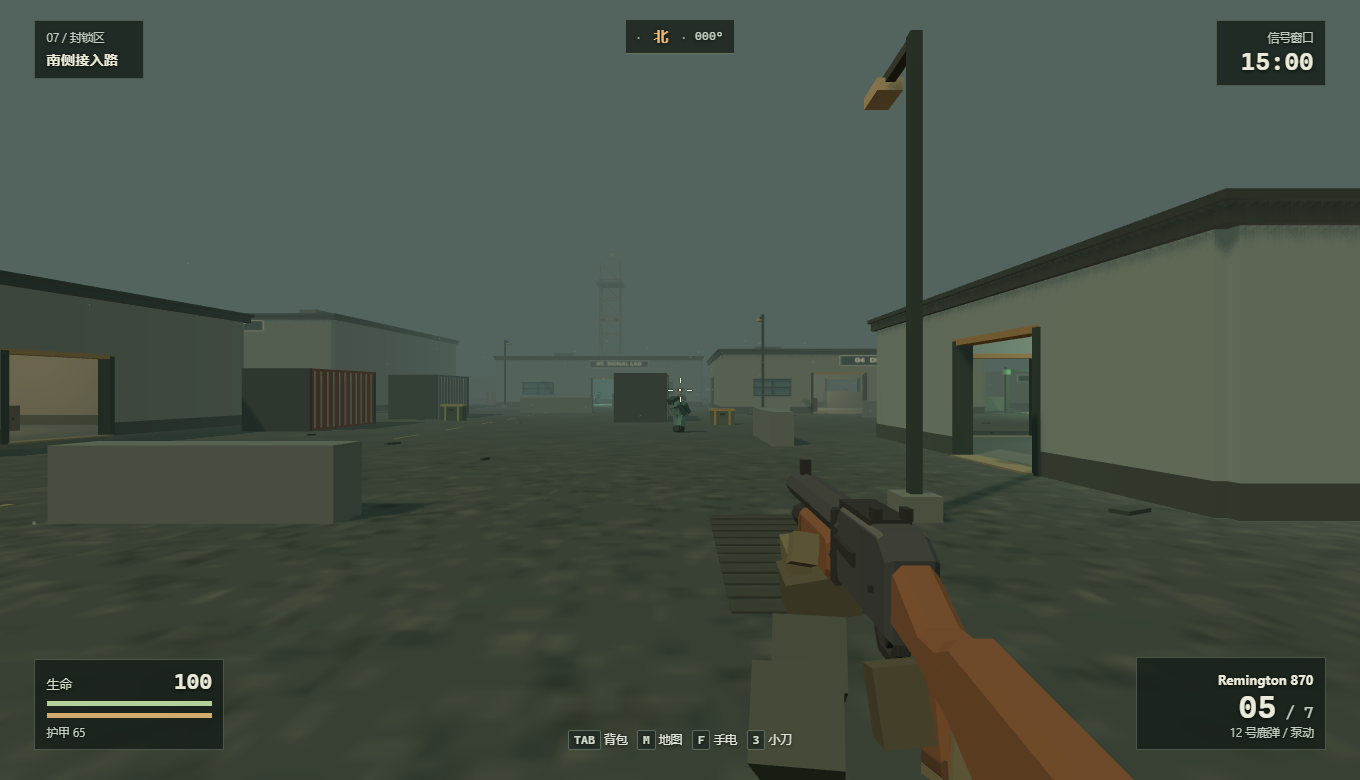 07 / 封锁区
南侧接入路
· 北 · 000°
信号窗口
15:00
生命 100
护甲 65
TAB 背包 M 地图 F 手电 3 小刀
Remington 870
05 / 7
12 号鹿弹 / 泵动